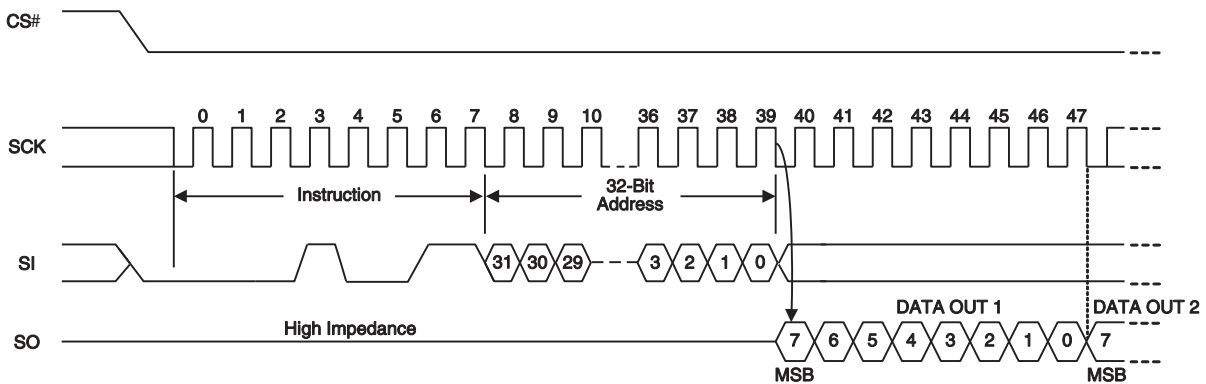 CS#
SCK
0 1 2 3 4 5 6 7 8 9 10 36 37 38 39 40 41 42 43 44 45 46 47
Instruction
32-Bit
Address
SI
31 30 29 3 2 1 0
High Impedance
DATA OUT 1
DATA OUT 2
SO
7 6 5 4 3 2 1 0 7
MSB
MSB